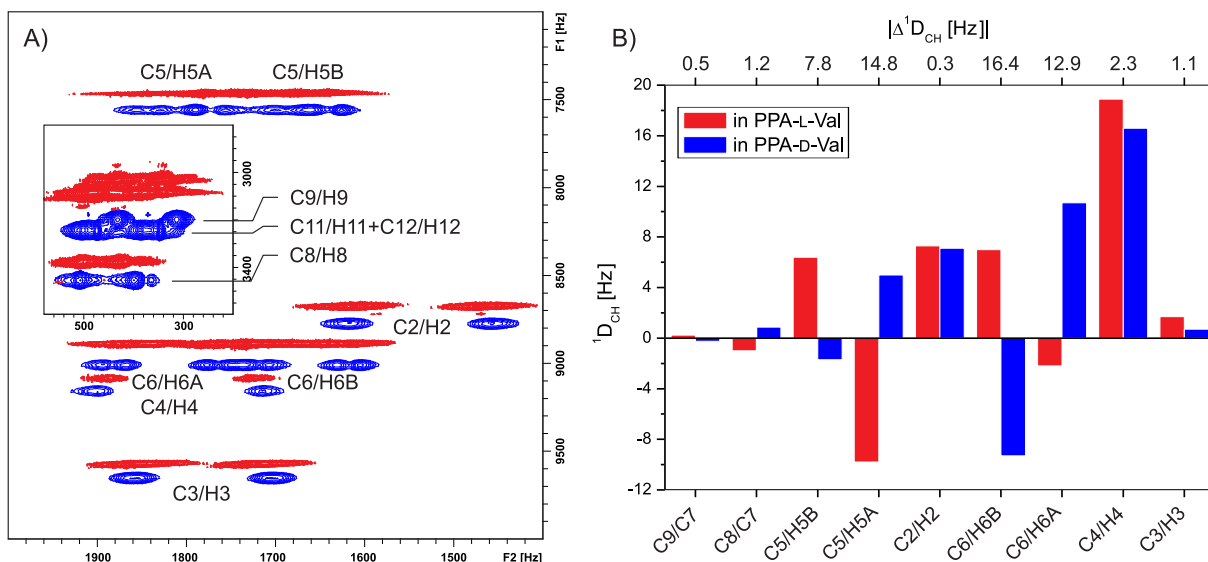 A)
F1 [Hz]
C5/H5A C5/H5B
7500
3000
8000
C9/H9
C11/H11+C12/H12
C8/H8
3400
500 300
8500
C2/H2
9000
C6/H6A C6/H6B
C4/H4
9500
C3/H3
1900 1800 1700 1600 1500 F2 [Hz]
B)
|Δ¹D_CH [Hz]|
0.5 1.2 7.8 14.8 0.3 16.4 12.9 2.3 1.1
20
in PPA-L-Val
in PPA-D-Val
16
12
8
4
0
-4
-8
-12
¹D_CH [Hz]
C9/C7 C8/C7 C5/H5B C5/H5A C2/H2 C6/H6B C6/H6A C4/H4 C3/H3